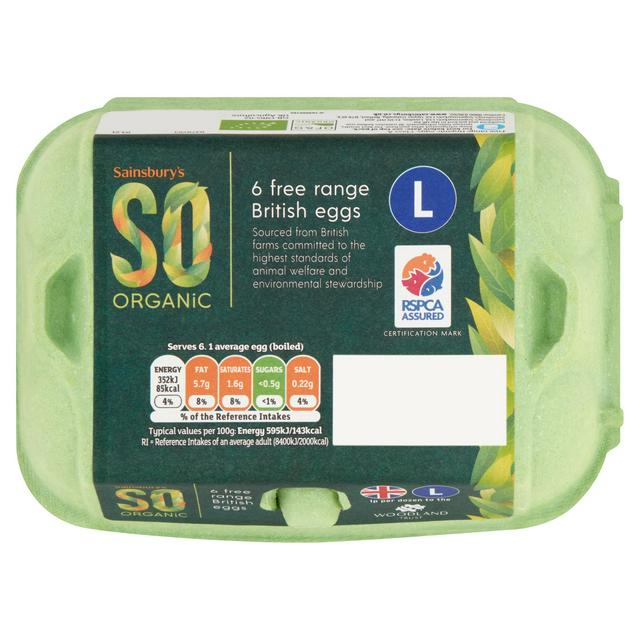 Sainsbury's
SO
ORGANiC
6 free range
British eggs
Sourced from British
farms committed to the
highest standards of
animal welfare and
environmental stewardship
L
RSPCA
ASSURED
CERTIFICATION MARK
Serves 6. 1 average egg (boiled)
ENERGY FAT SATURATES SUGARS SALT
352kJ
85kcal 5.7g 1.6g <0.5g 0.22g
4% 8% 8% <1% 4%
% of the Reference Intakes
Typical values per 100g: Energy 595kJ/143kcal
RI = Reference Intakes of an average adult (8400kJ/2000kcal)
Sainsbury's
SO
ORGANiC
6 free
range
British
eggs
L
1p per dozen to the
WOODLAND
TRUST